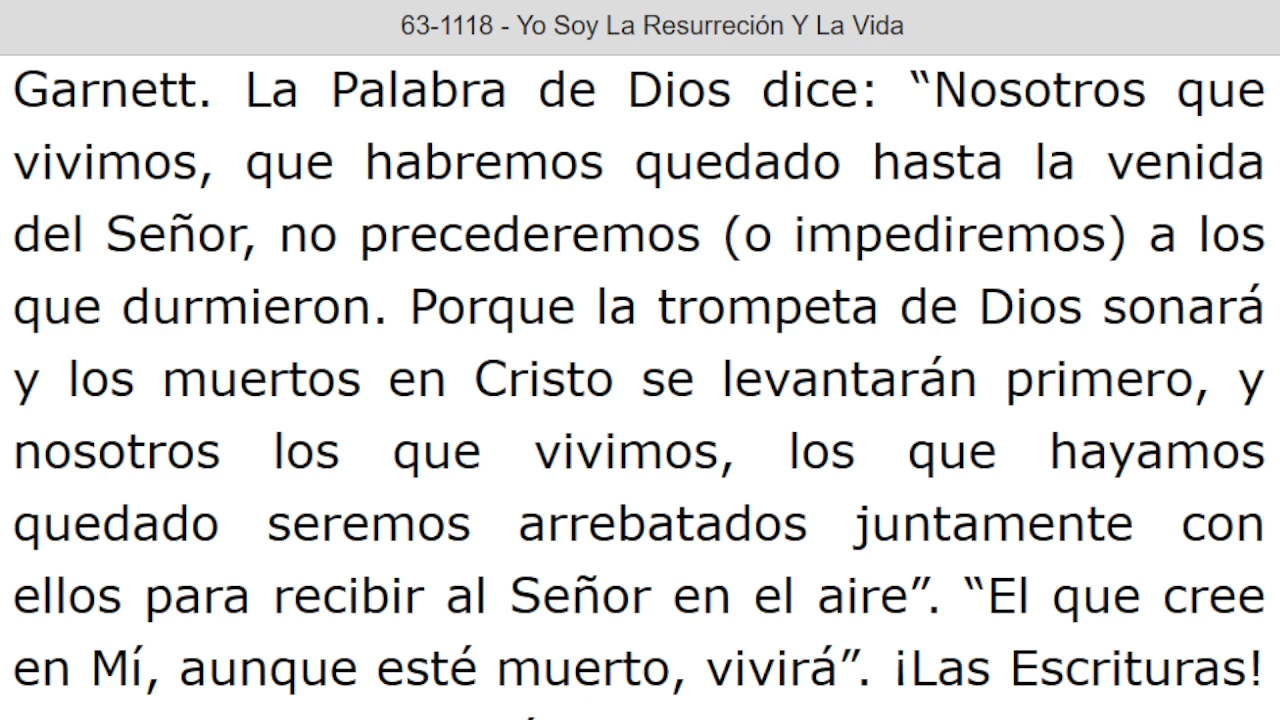 63-1118 - Yo Soy La Resurreción Y La Vida
Garnett. La Palabra de Dios dice: “Nosotros que
vivimos, que habremos quedado hasta la venida
del Señor, no precederemos (o impediremos) a los
que durmieron. Porque la trompeta de Dios sonará
y los muertos en Cristo se levantarán primero, y
nosotros los que vivimos, los que hayamos
quedado seremos arrebatados juntamente con
ellos para recibir al Señor en el aire”. “El que cree
en Mí, aunque esté muerto, vivirá”. ¡Las Escrituras!